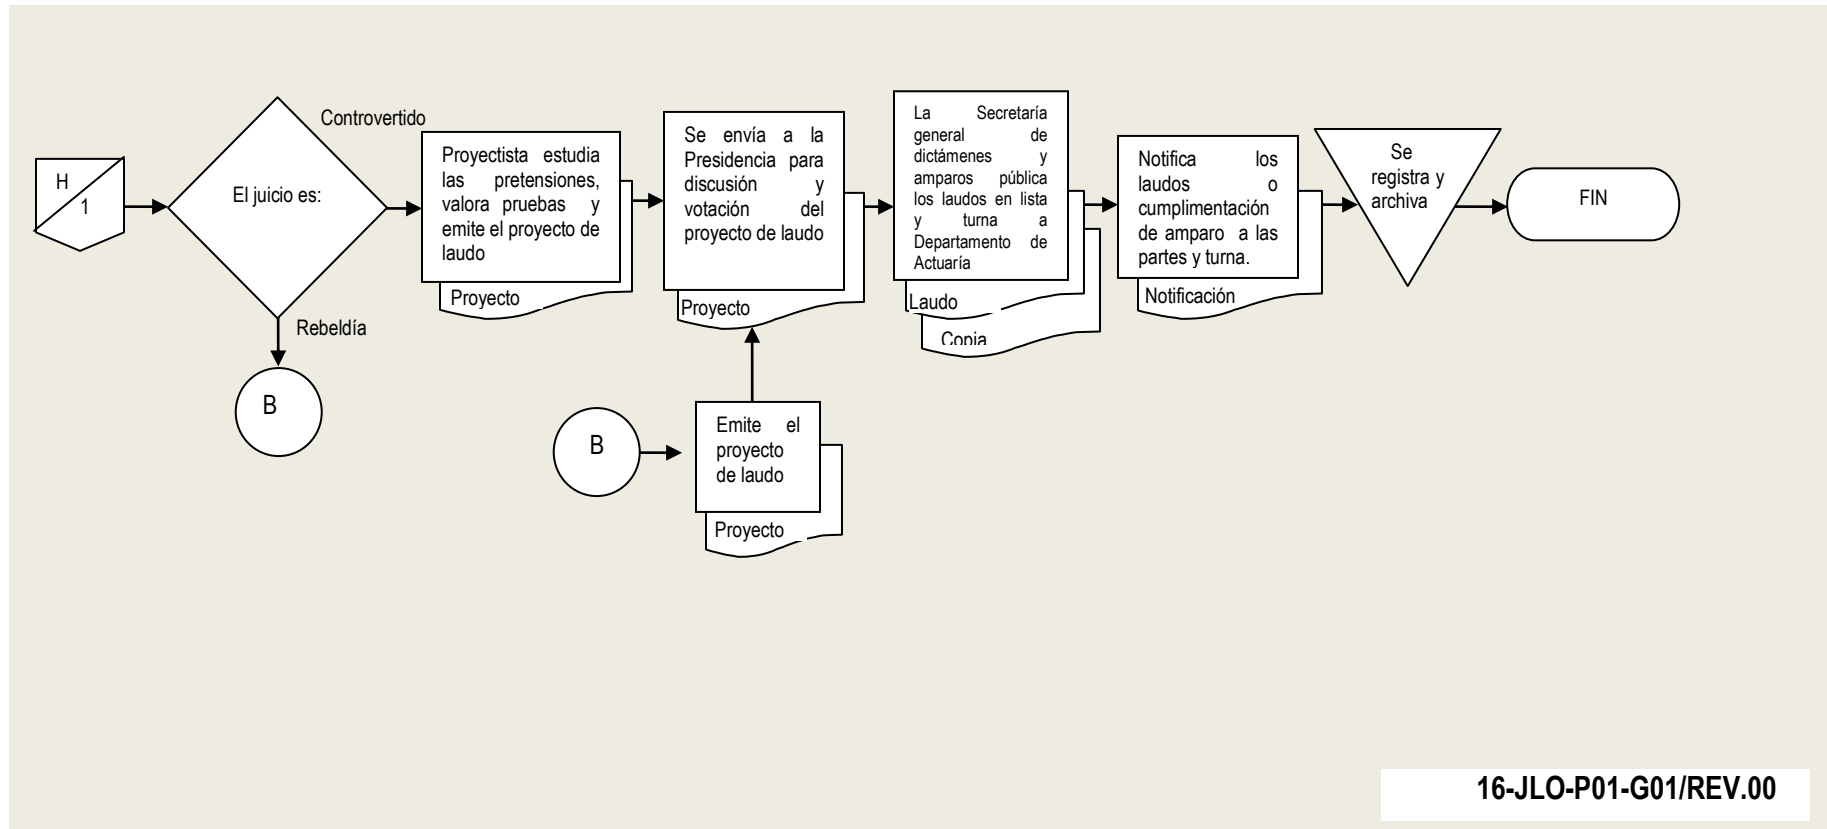 H
1
El juicio es:
Controvertido
Rebeldía
B
Proyectista estudia
las pretensiones,
valora pruebas y
emite el proyecto de
laudo
Proyecto
Se envía a la
Presidencia para
discusión y
votación del
proyecto de laudo
Proyecto
B
Emite el
proyecto
de laudo
Proyecto
La Secretaría
general de
dictámenes y
amparos pública
los laudos en lista
y turna a
Departamento de
Actuaría
Laudo
Copia
Notifica los
laudos o
cumplimentación
de amparo a las
partes y turna.
Notificación
Se
registra y
archiva
FIN
16-JLO-P01-G01/REV.00